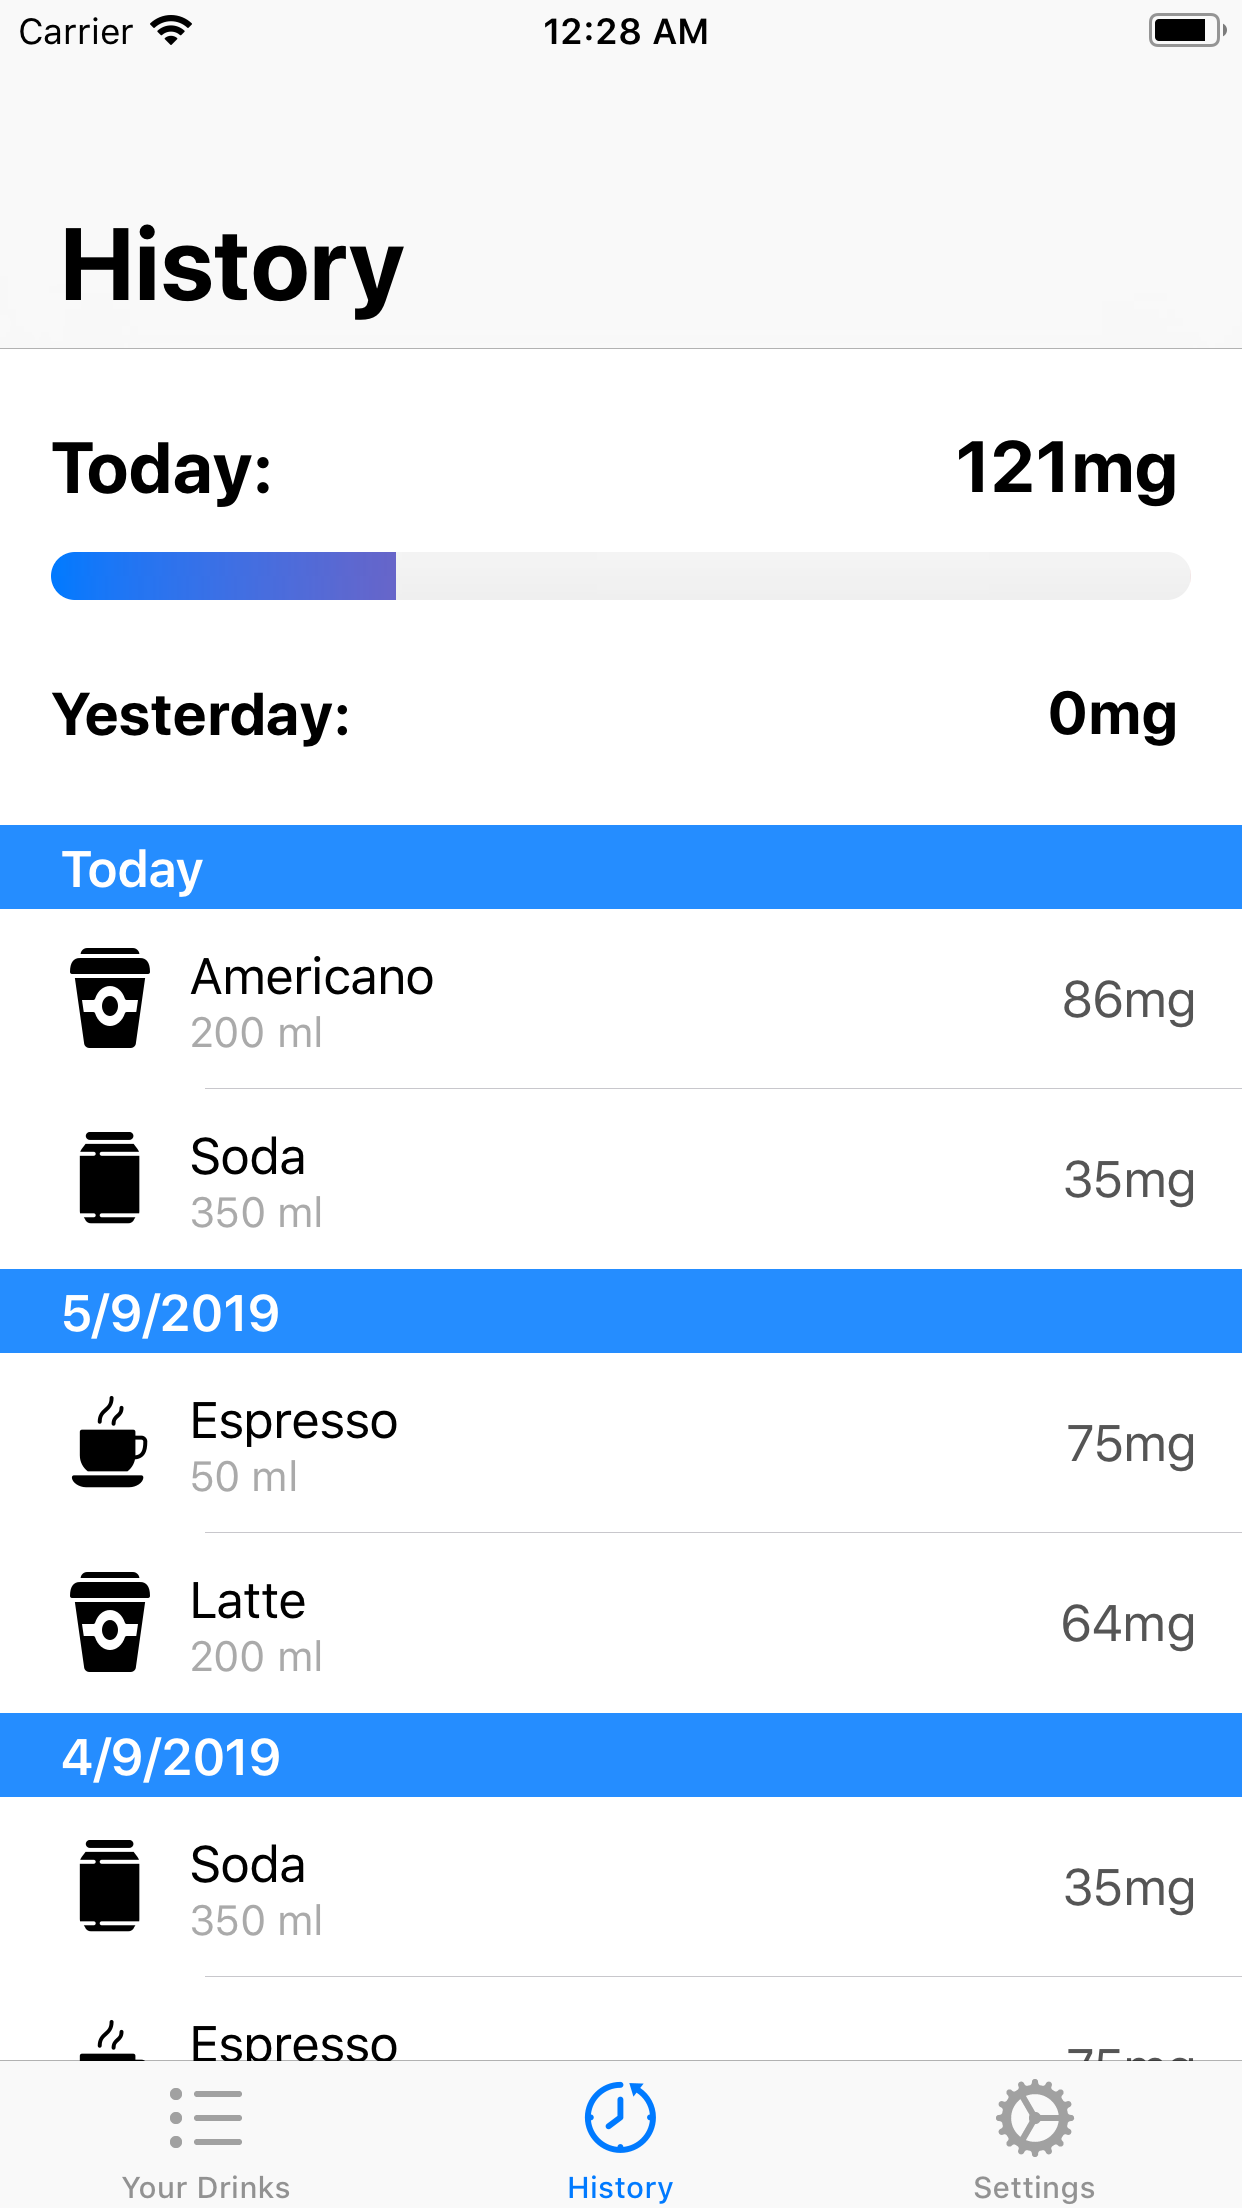 Carrier 12:28 AM
History
Today: 121mg
Yesterday: 0mg
Today
Americano
200 ml
86mg
Soda
350 ml
35mg
5/9/2019
Espresso
50 ml
75mg
Latte
200 ml
64mg
4/9/2019
Soda
350 ml
35mg
Espresso
75mg
Your Drinks History Settings